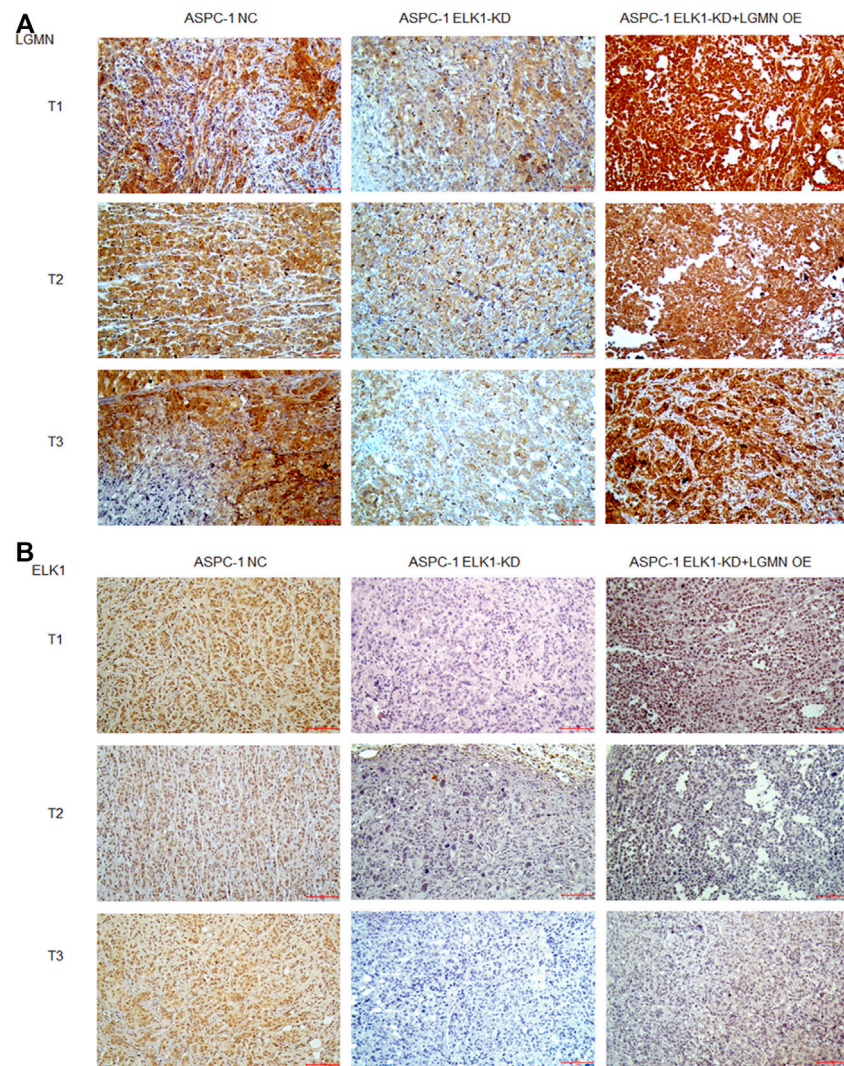 A
LGMN
ASPC-1 NC
ASPC-1 ELK1-KD
ASPC-1 ELK1-KD+LGMN OE
T1
T2
T3
B
ELK1
ASPC-1 NC
ASPC-1 ELK1-KD
ASPC-1 ELK1-KD+LGMN OE
T1
T2
T3